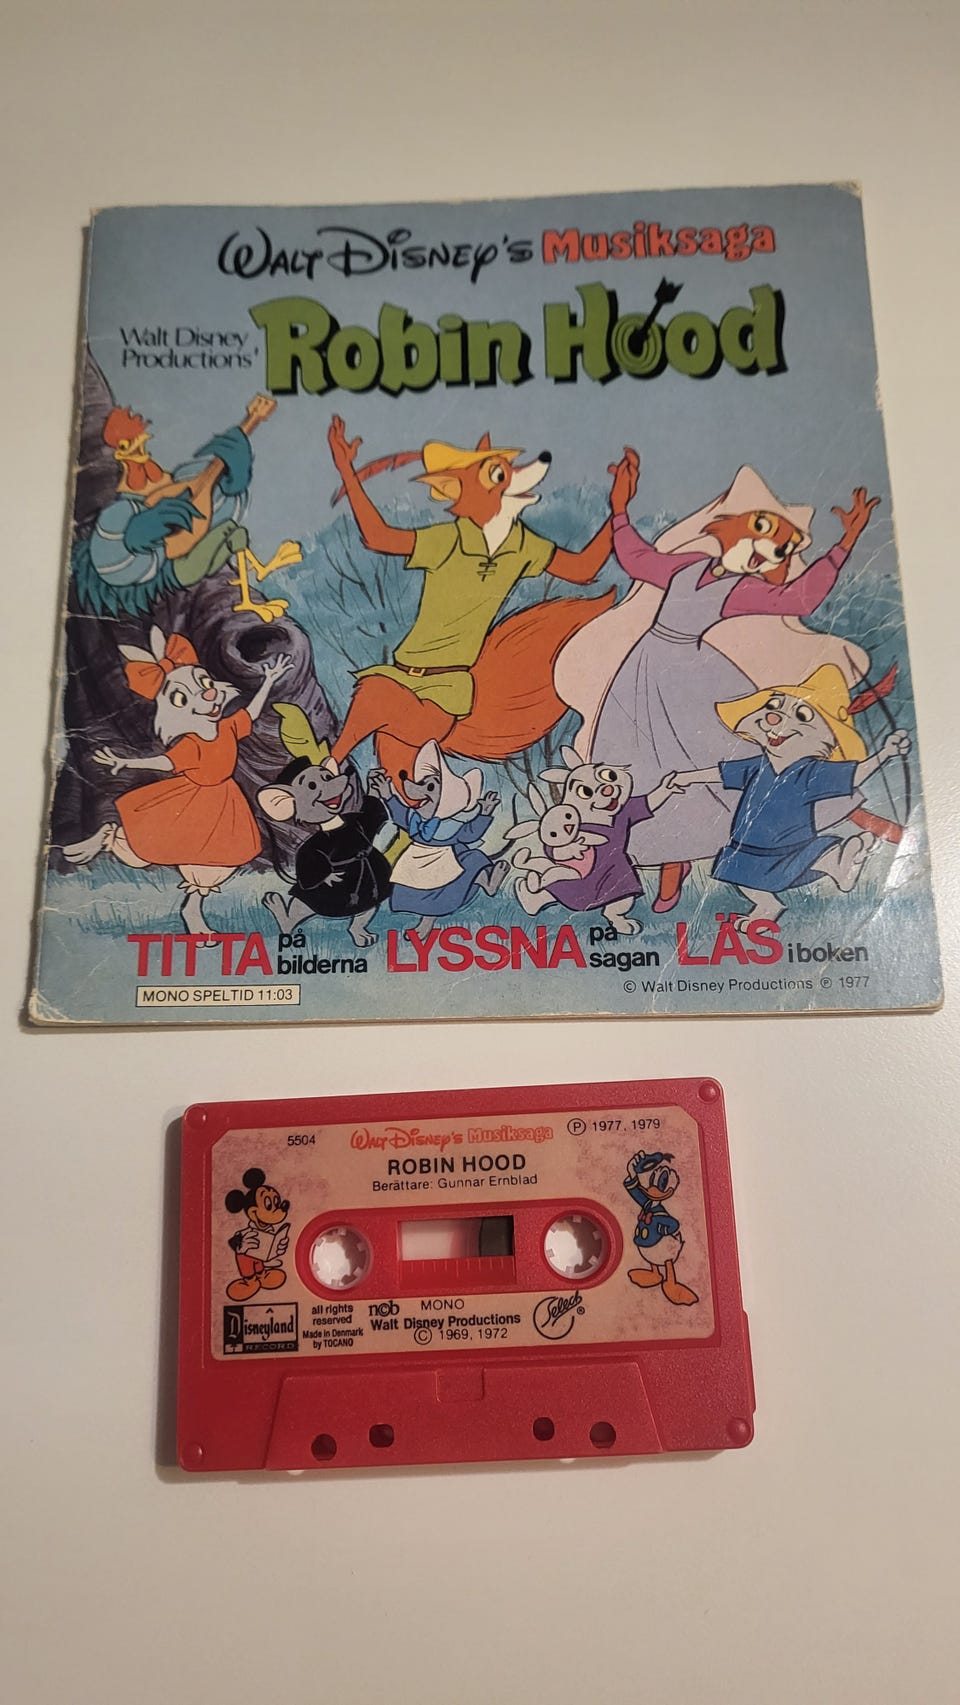 WALT DISNEY'S Musiksaga
Walt Disney
Productions'
Robin Hood
TITTA på bilderna LYSSNA på sagan LÄS i boken
MONO SPELTID 11:03
© Walt Disney Productions ℗ 1977
5504
WALT DISNEY'S Musiksaga
℗ 1977, 1979
ROBIN HOOD
Berättare: Gunnar Ernblad
Disneyland
RECORD
all rights
reserved
Made in Denmark
by TOCANO
n©b
MONO
Walt Disney Productions
© 1969, 1972
Select ®